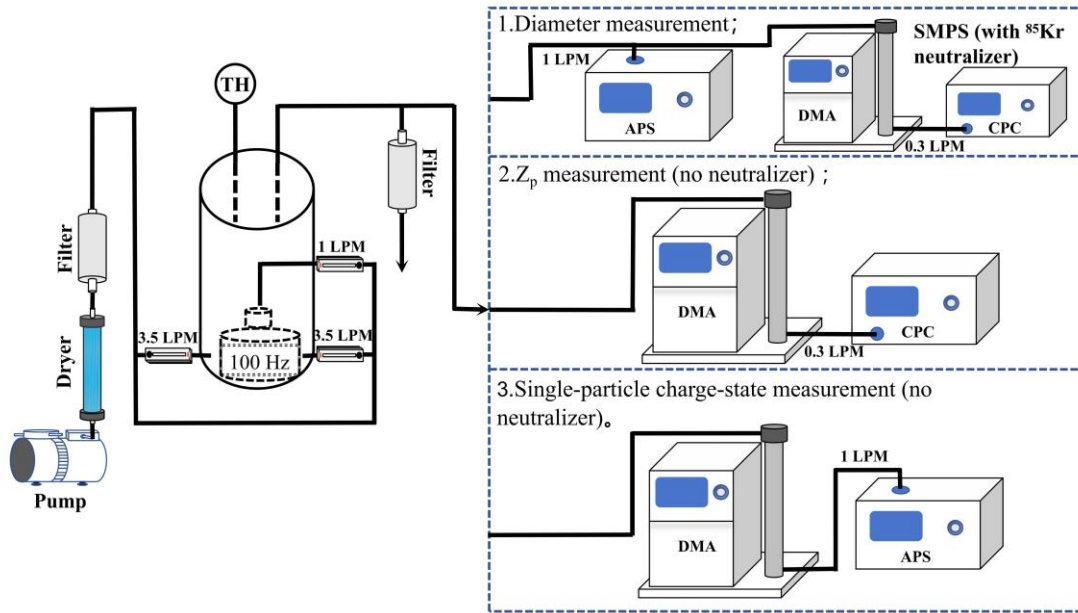 TH
Filter
Dryer
Pump
3.5 LPM
1 LPM
3.5 LPM
100 Hz
Filter
1.Diameter measurement；
1 LPM
APS
DMA
SMPS (with ⁸⁵Kr
neutralizer)
CPC
0.3 LPM
2.Zₚ measurement (no neutralizer)；
DMA
CPC
0.3 LPM
3.Single-particle charge-state measurement (no
neutralizer)。
DMA
1 LPM
APS